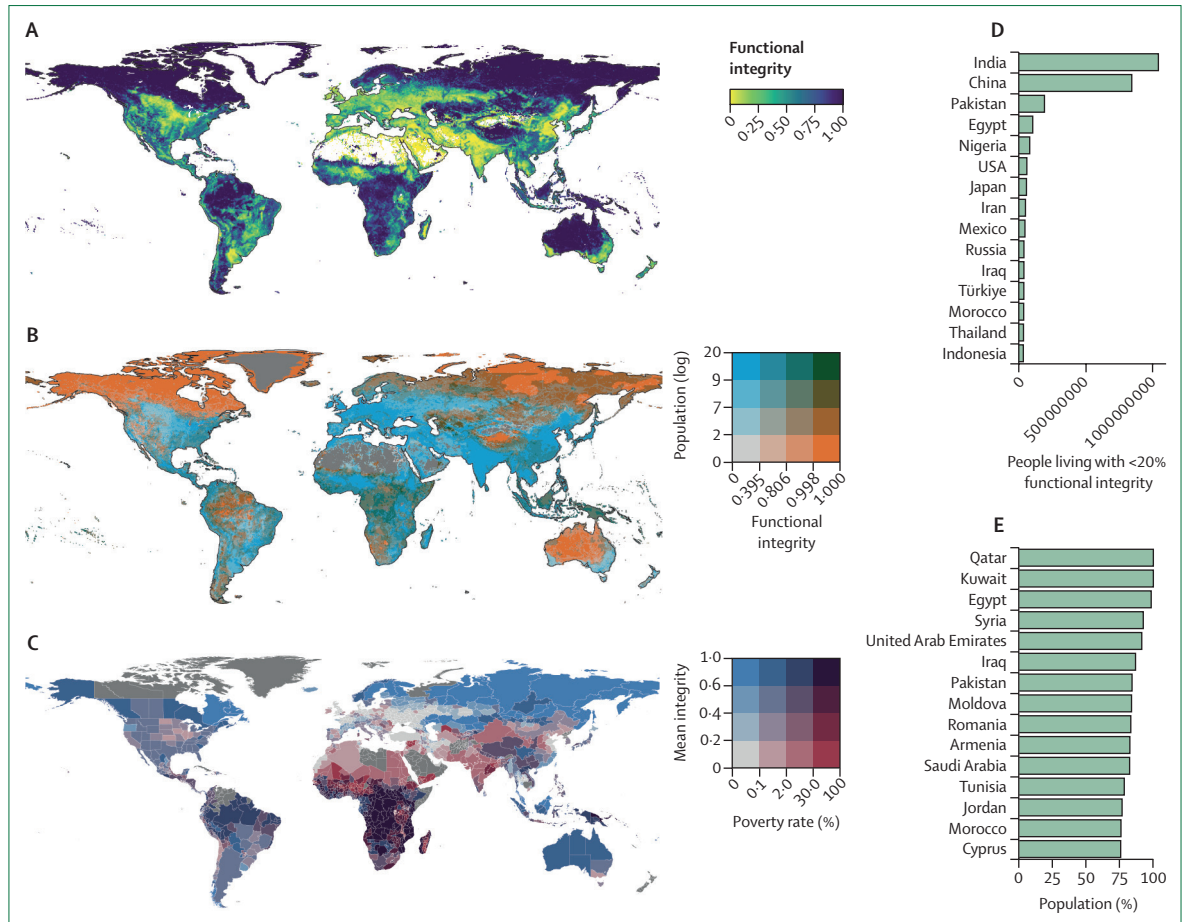 A
Functional
integrity
0
0·25
0·50
0·75
1·00
B
Population (log)
20
9
7
2
0
0
0·395
0·806
0·998
1·000
Functional
integrity
C
Mean integrity
1·0
0·6
0·4
0·2
0
0
0·1
2·0
30·0
100
Poverty rate (%)
D
India
China
Pakistan
Egypt
Nigeria
USA
Japan
Iran
Mexico
Russia
Iraq
Türkiye
Morocco
Thailand
Indonesia
0
500000000
1000000000
People living with <20%
functional integrity
E
Qatar
Kuwait
Egypt
Syria
United Arab Emirates
Iraq
Pakistan
Moldova
Romania
Armenia
Saudi Arabia
Tunisia
Jordan
Morocco
Cyprus
0
25
50
75
100
Population (%)